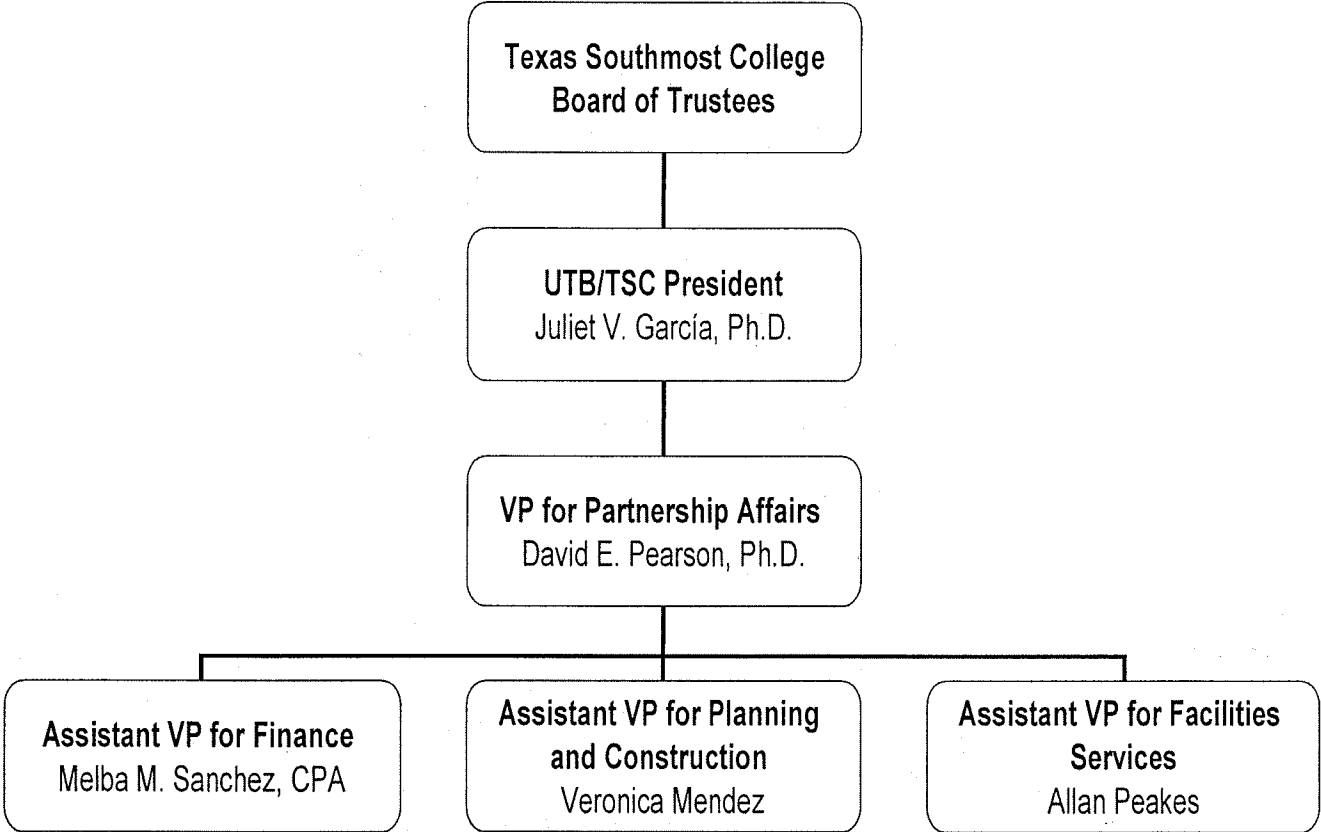 Texas Southmost College
Board of Trustees
UTB/TSC President
Juliet V. García, Ph.D.
VP for Partnership Affairs
David E. Pearson, Ph.D.
Assistant VP for Finance
Melba M. Sanchez, CPA
Assistant VP for Planning
and Construction
Veronica Mendez
Assistant VP for Facilities
Services
Allan Peakes